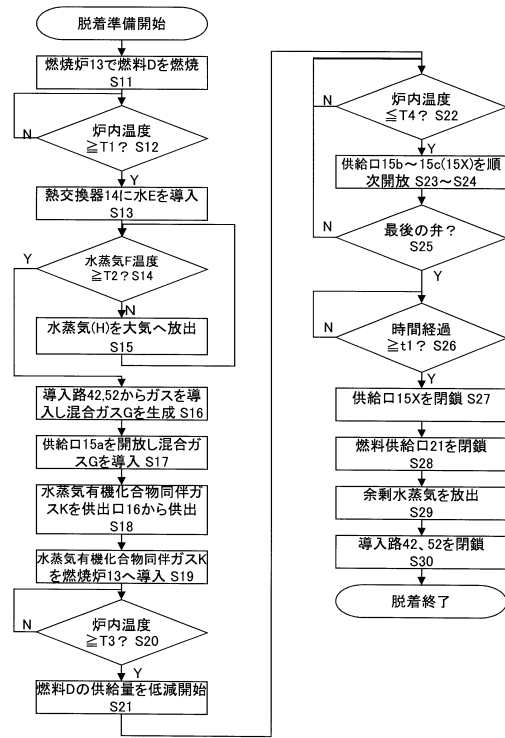 脱着準備開始
燃焼炉13で燃料Dを燃焼
S11
炉内温度
≧T1? S12
N
Y
熱交換器14に水Eを導入
S13
水蒸気F温度
≧T2?S14
Y
N
水蒸気(H)を大気へ放出
S15
導入路42,52からガスを導
入し混合ガスGを生成 S16
供給口15aを開放し混合ガ
スGを導入 S17
水蒸気有機化合物同伴ガ
スKを供出口16から供出
S18
水蒸気有機化合物同伴ガスK
を燃焼炉13へ導入 S19
炉内温度
≧T3? S20
N
Y
燃料Dの供給量を低減開始
S21
炉内温度
≦T4? S22
N
Y
供給口15b~15c(15X)を順
次開放 S23~S24
最後の弁?
S25
N
Y
時間経過
≧t1? S26
N
Y
供給口15Xを閉鎖 S27
燃料供給口21を閉鎖
S28
余剰水蒸気を放出
S29
導入路42、52を閉鎖
S30
脱着終了